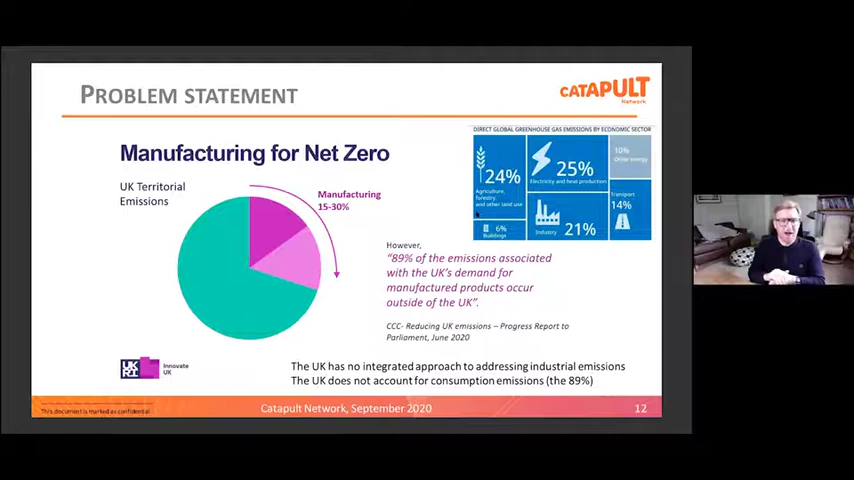 PROBLEM STATEMENT
CATAPULT
Network
Manufacturing for Net Zero
DIRECT GLOBAL GREENHOUSE GAS EMISSIONS BY ECONOMIC SECTOR
24%
Agriculture,
forestry,
and other land use
6%
Buildings
25%
Electricity and heat production
21%
Industry
10%
Other energy
Transport
14%
UK Territorial
Emissions
Manufacturing
15-30%
However,
“89% of the emissions associated
with the UK’s demand for
manufactured products occur
outside of the UK”.
CCC- Reducing UK emissions – Progress Report to
Parliament, June 2020
UK
RI
Innovate
UK
The UK has no integrated approach to addressing industrial emissions
The UK does not account for consumption emissions (the 89%)
This document is marked as confidential
Catapult Network, September 2020
12